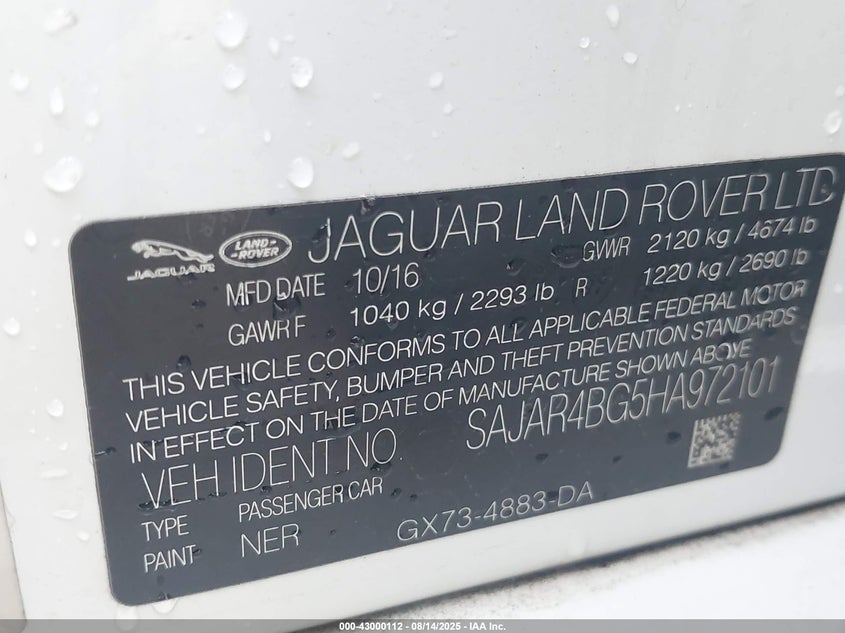 JAGUAR
LAND-
ROVER
JAGUAR LAND ROVER LTD
MFD DATE 10/16 GVWR 2120 kg / 4674 lb
GAWR F 1040 kg / 2293 lb R 1220 kg / 2690 lb
THIS VEHICLE CONFORMS TO ALL APPLICABLE FEDERAL MOTOR
VEHICLE SAFETY, BUMPER AND THEFT PREVENTION STANDARDS
IN EFFECT ON THE DATE OF MANUFACTURE SHOWN ABOVE
VEH IDENT NO. SAJAR4BG5HA972101
TYPE PASSENGER CAR
PAINT NER GX73-4883-DA
000-43000112 - 08/14/2025 - IAA Inc.